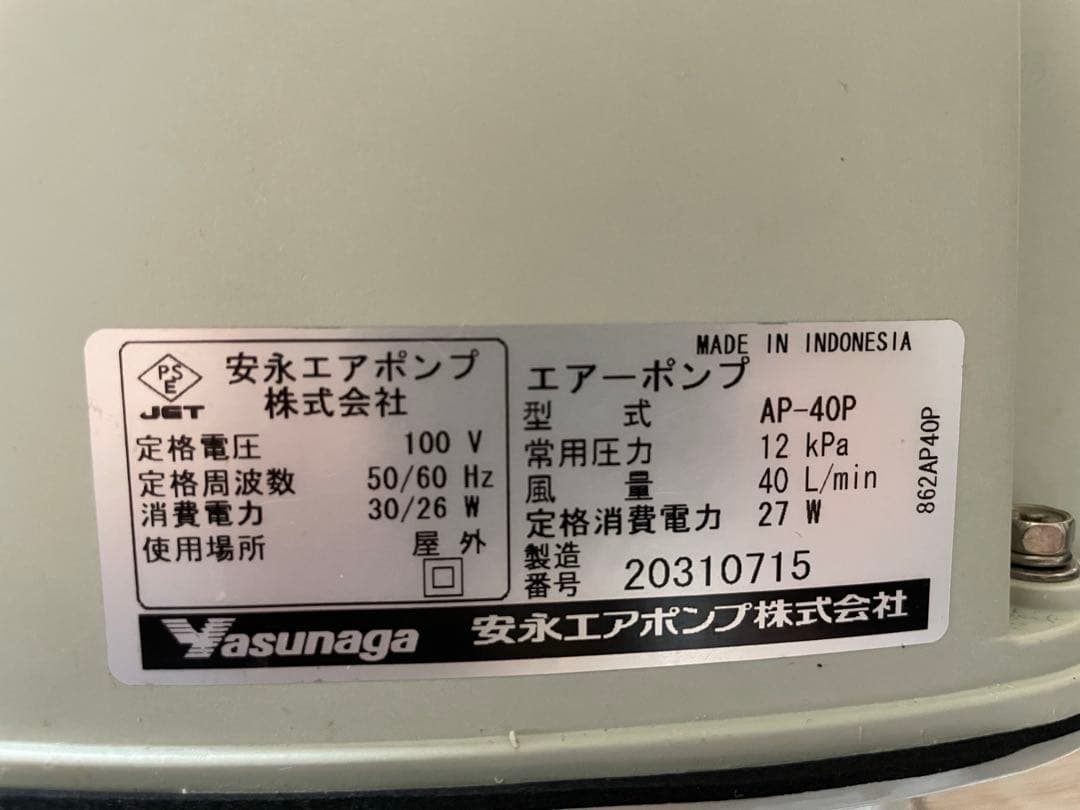 PSE
JET
安永エアポンプ
株式会社
定格電圧 100 V
定格周波数 50/60 Hz
消費電力 30/26 W
使用場所 屋外
MADE IN INDONESIA
エアーポンプ
型式 AP-40P
常用圧力 12 kPa
風量 40 L/min
定格消費電力 27 W
製造
番号 20310715
862AP40P
Yasunaga 安永エアポンプ株式会社